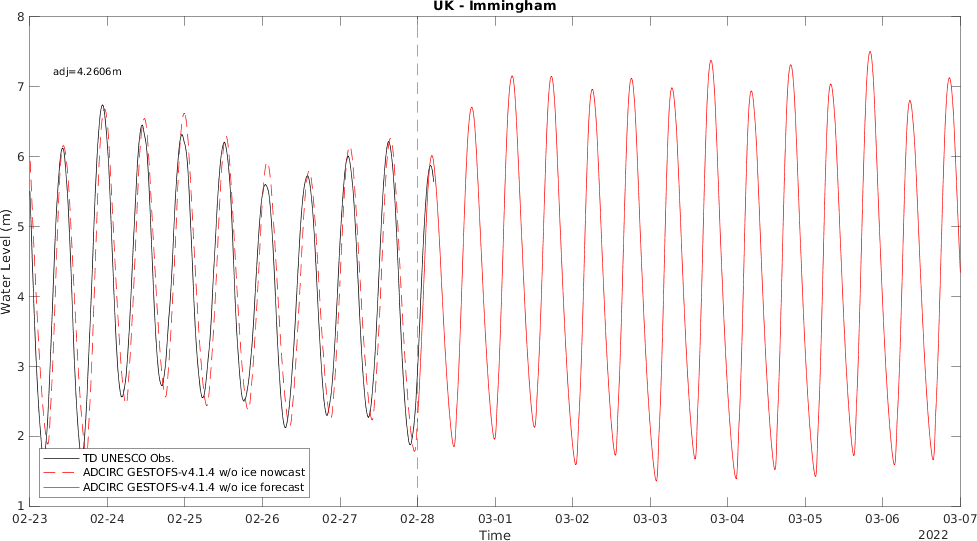 UK - Immingham
adj=4.2606m
Water Level (m)
8
7
6
5
4
3
2
1
TD UNESCO Obs.
ADCIRC GESTOFS-v4.1.4 w/o ice nowcast
ADCIRC GESTOFS-v4.1.4 w/o ice forecast
02-23 02-24 02-25 02-26 02-27 02-28 03-01 03-02 03-03 03-04 03-05 03-06 03-07
Time
2022